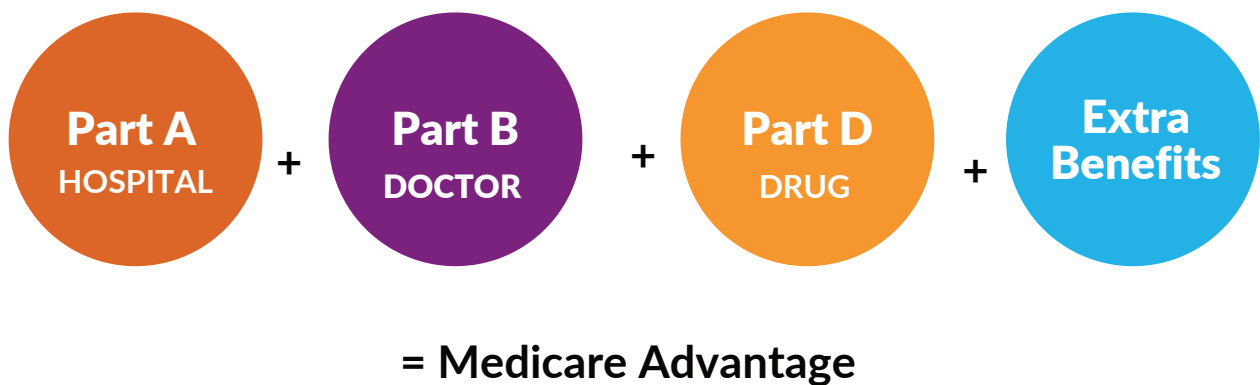 Part A
HOSPITAL
+
Part B
DOCTOR
+
Part D
DRUG
+
Extra
Benefits
= Medicare Advantage